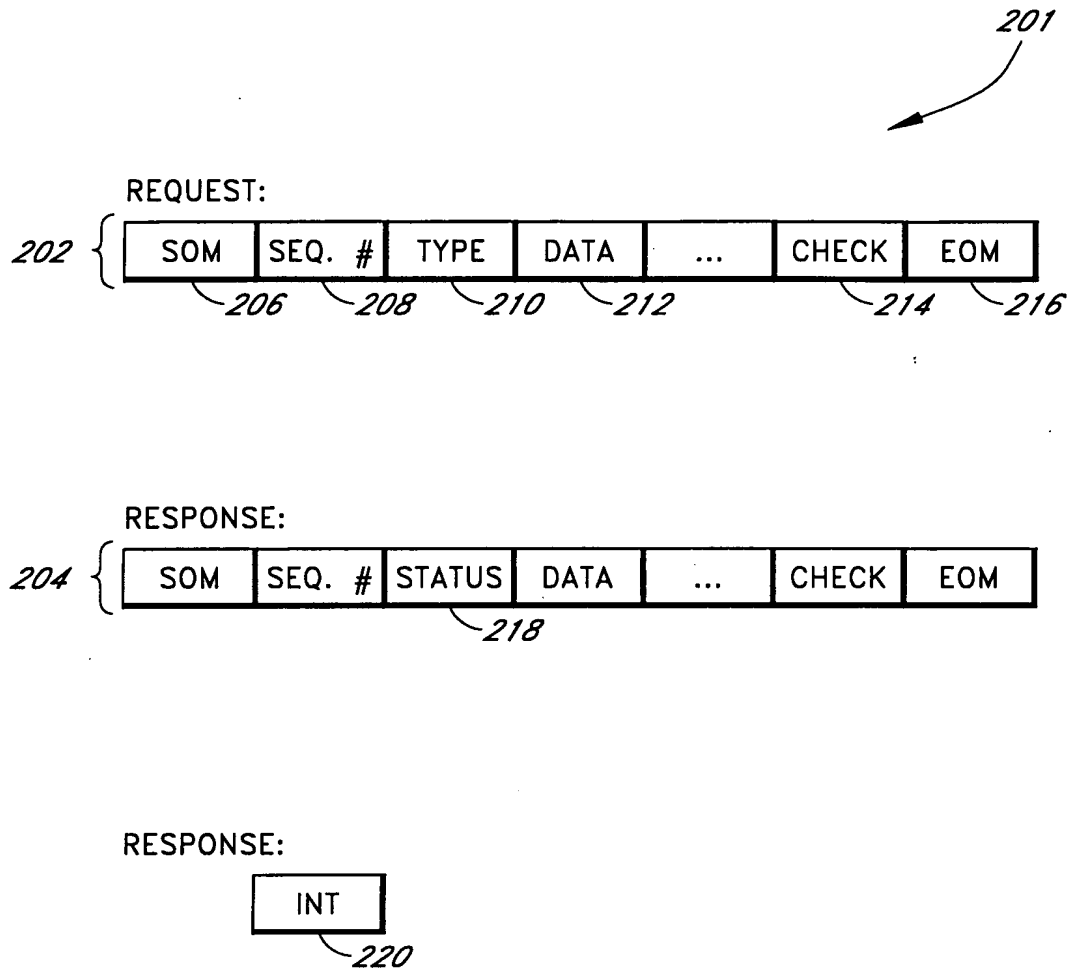 201
REQUEST:
202 { SOM SEQ. # TYPE DATA ... CHECK EOM
206 208 210 212 214 216
RESPONSE:
204 { SOM SEQ. # STATUS DATA ... CHECK EOM
218
RESPONSE:
INT
220